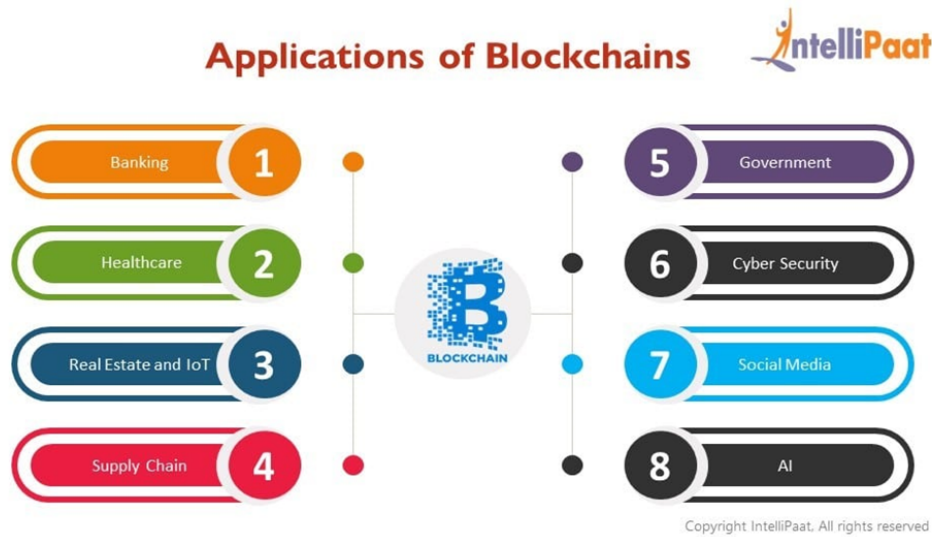 IntelliPaat
Applications of Blockchains
Banking 1
Healthcare 2
Real Estate and IoT 3
Supply Chain 4
BLOCKCHAIN
5 Government
6 Cyber Security
7 Social Media
8 AI
Copyright IntelliPaat. All rights reserved